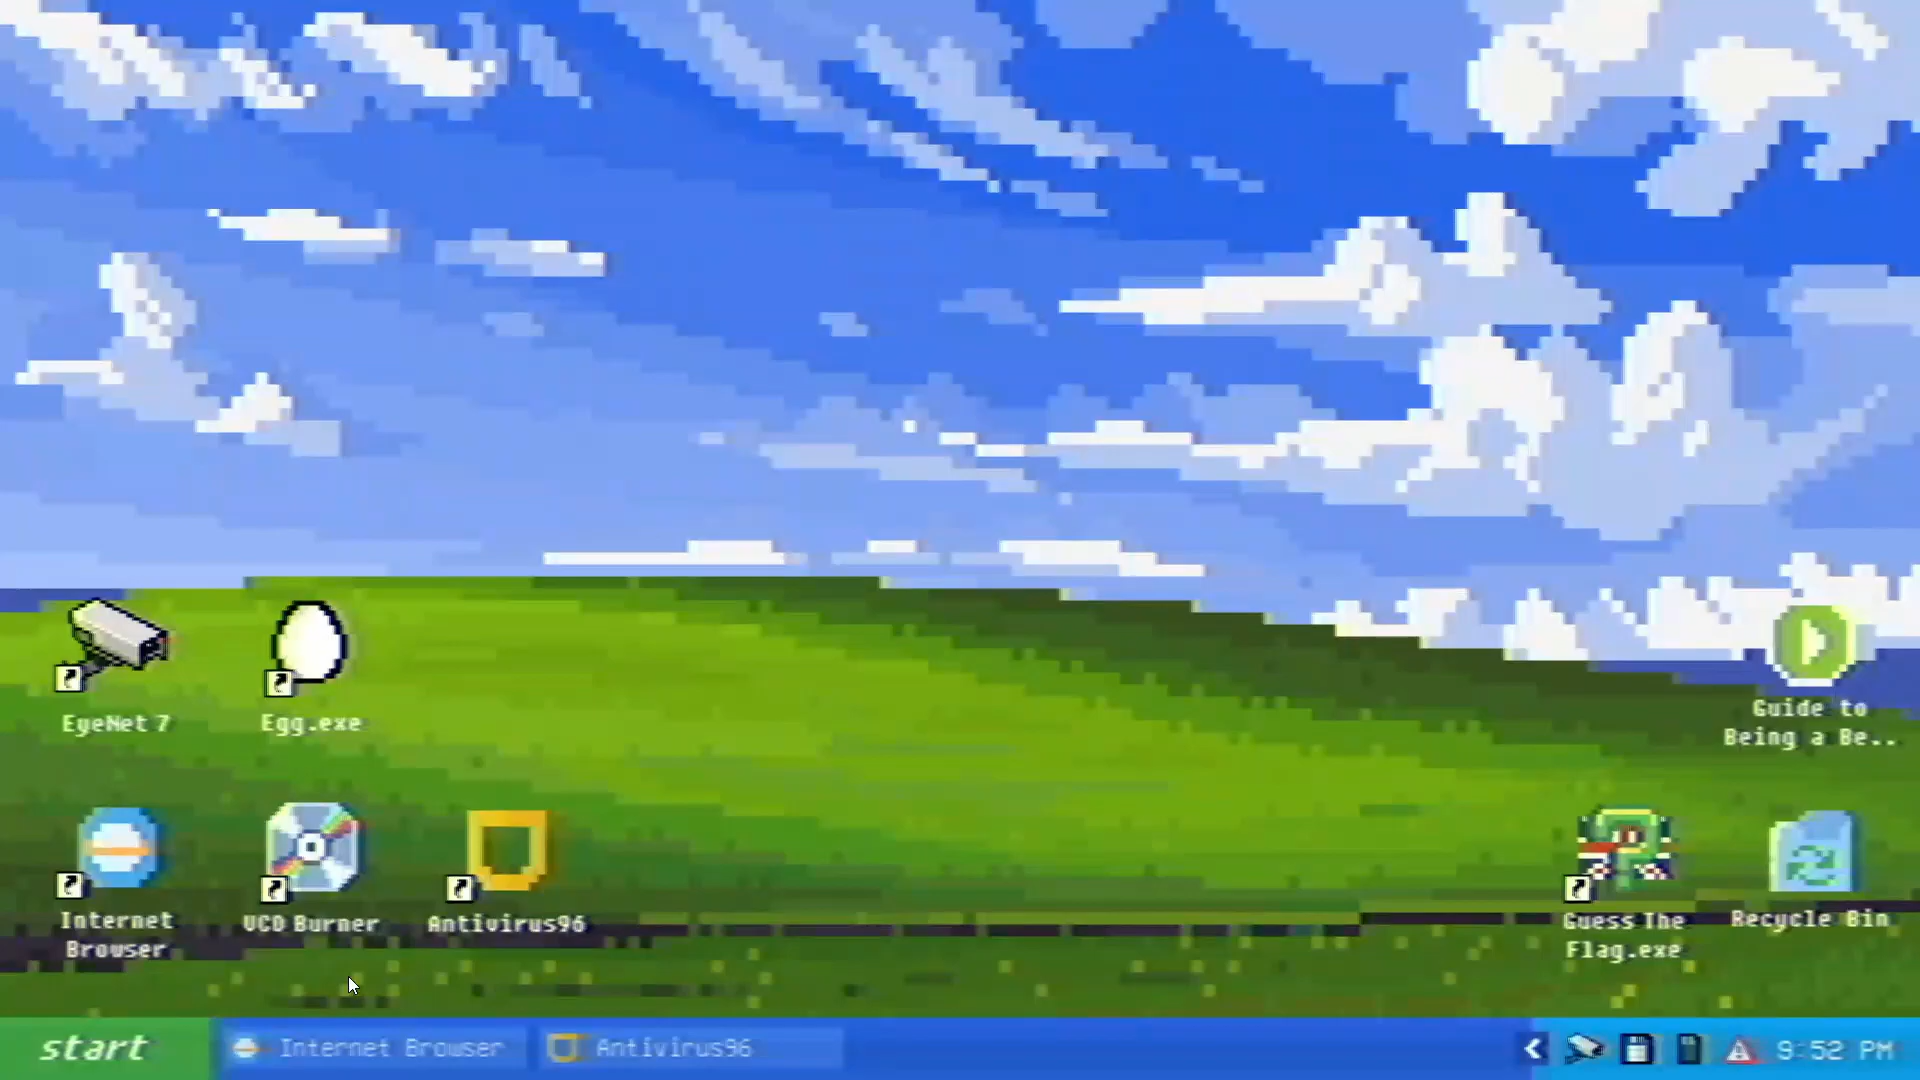 EyeNet 7
Egg.exe
Guide to
Being a Be..
Internet
Browser
VCD Burner
Antivirus96
Guess The
Flag.exe
Recycle Bin
start
Internet Browser
Antivirus96
9:52 PM